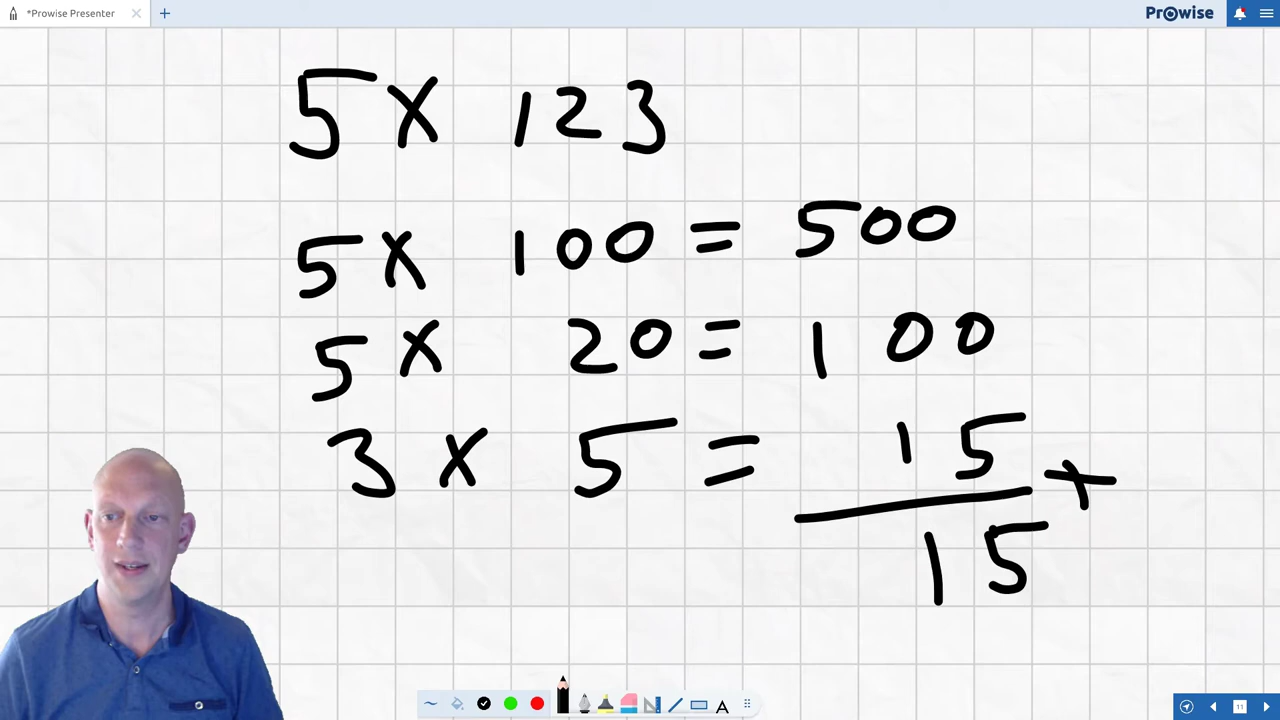 *Prowise Presenter
Prowise
5 x 123
5 x 100 = 500
5 x 20 = 100
3 x 5 = 15 +
15
A
11